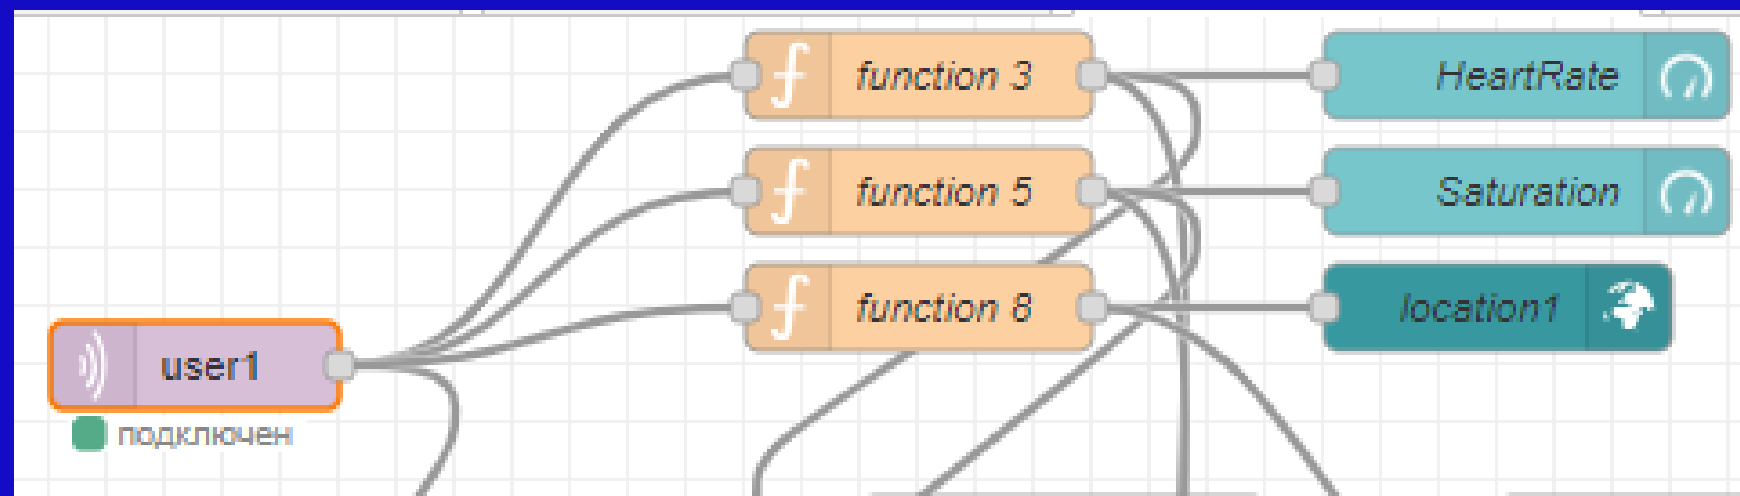 function 3
HeartRate
function 5
Saturation
function 8
location1
user1
подключен